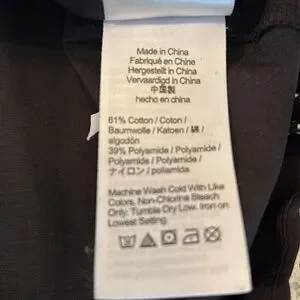 Made in China
Fabriqué en Chine
Hergestellt in China
Vervaardigd in China
中国製
hecho en china
61% Cotton / Coton /
Baumwolle / Katoen / 綿 /
algodón
39% Polyamide / Polyamide /
Polyamide / Polyamide /
ナイロン / poliamida
Machine Wash Cold With Like
Colors. Non-Chlorine Bleach
Only. Tumble Dry Low. Iron on
Lowest Setting.